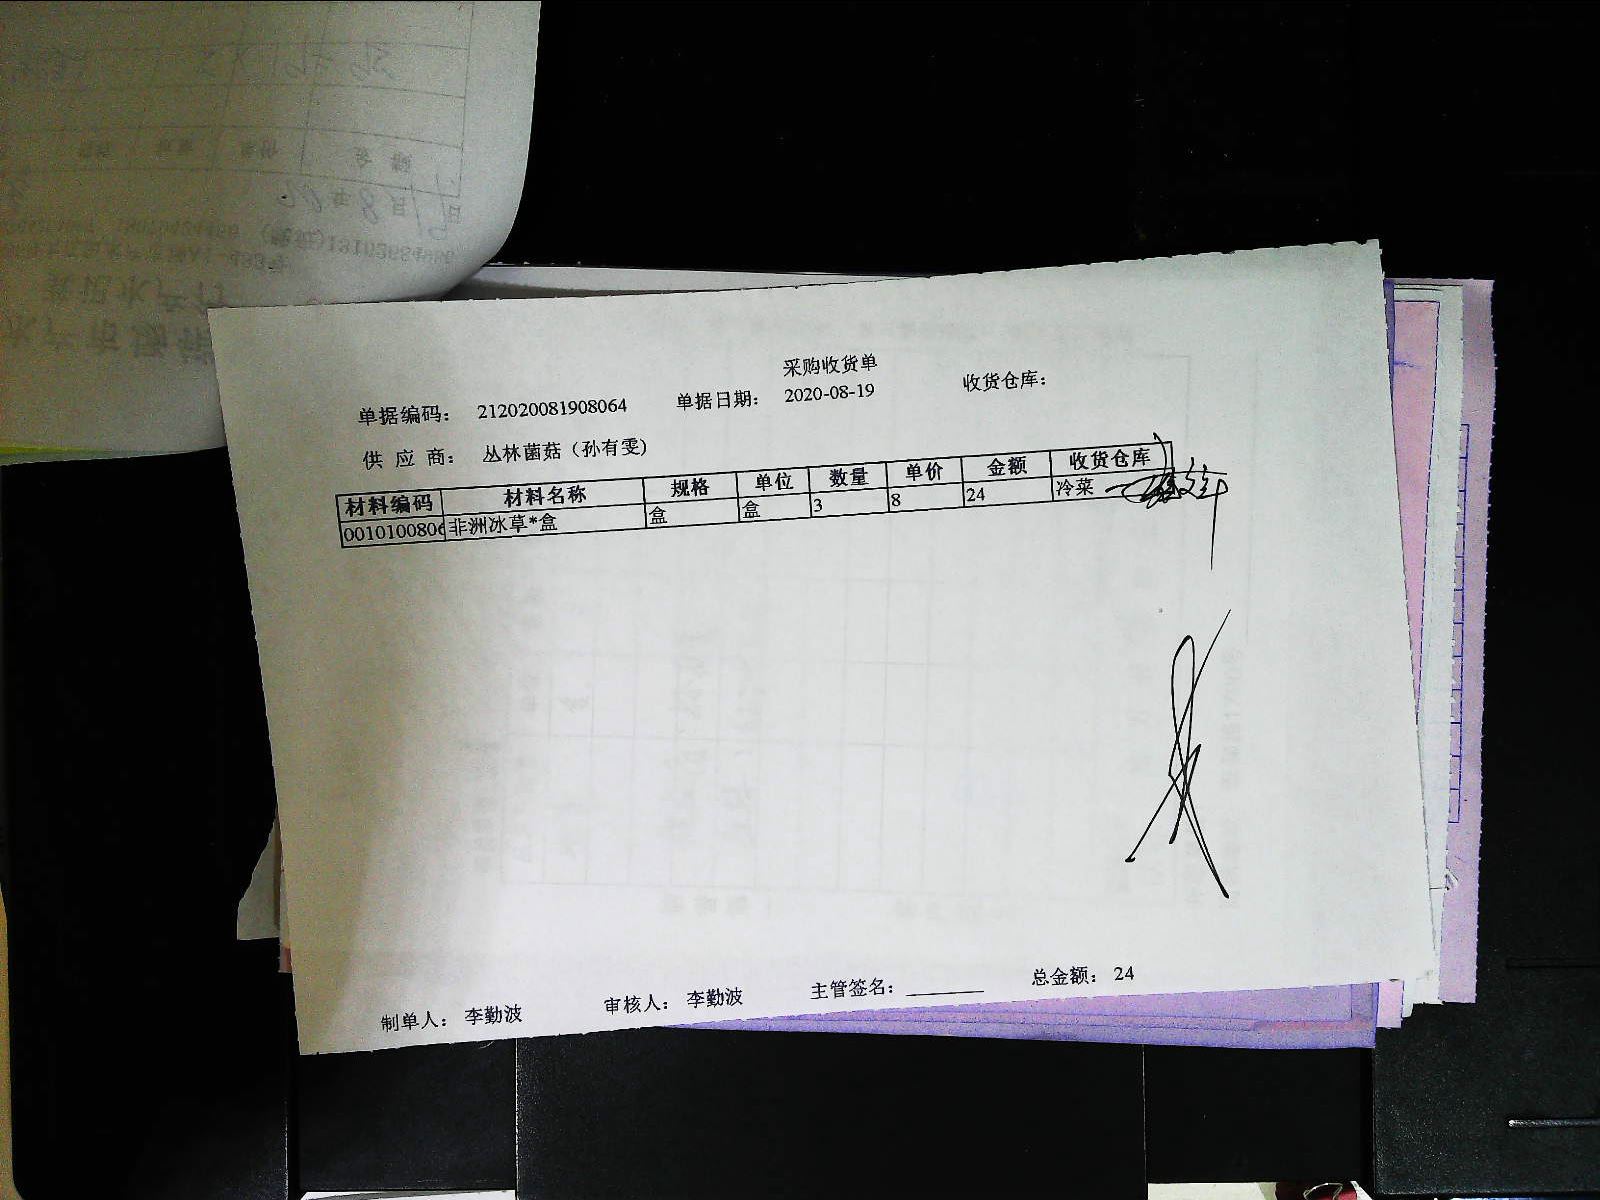 采购收货单
单据编码： 212020081908064 单据日期： 2020-08-19 收货仓库：
供 应 商： 丛林菌菇（孙有雯）
材料编码 材料名称 规格 单位 数量 单价 金额 收货仓库
0010100806 非洲冰草*盒 盒 盒 3 8 24 冷菜
制单人： 李勤波 审核人： 李勤波 主管签名： 总金额： 24